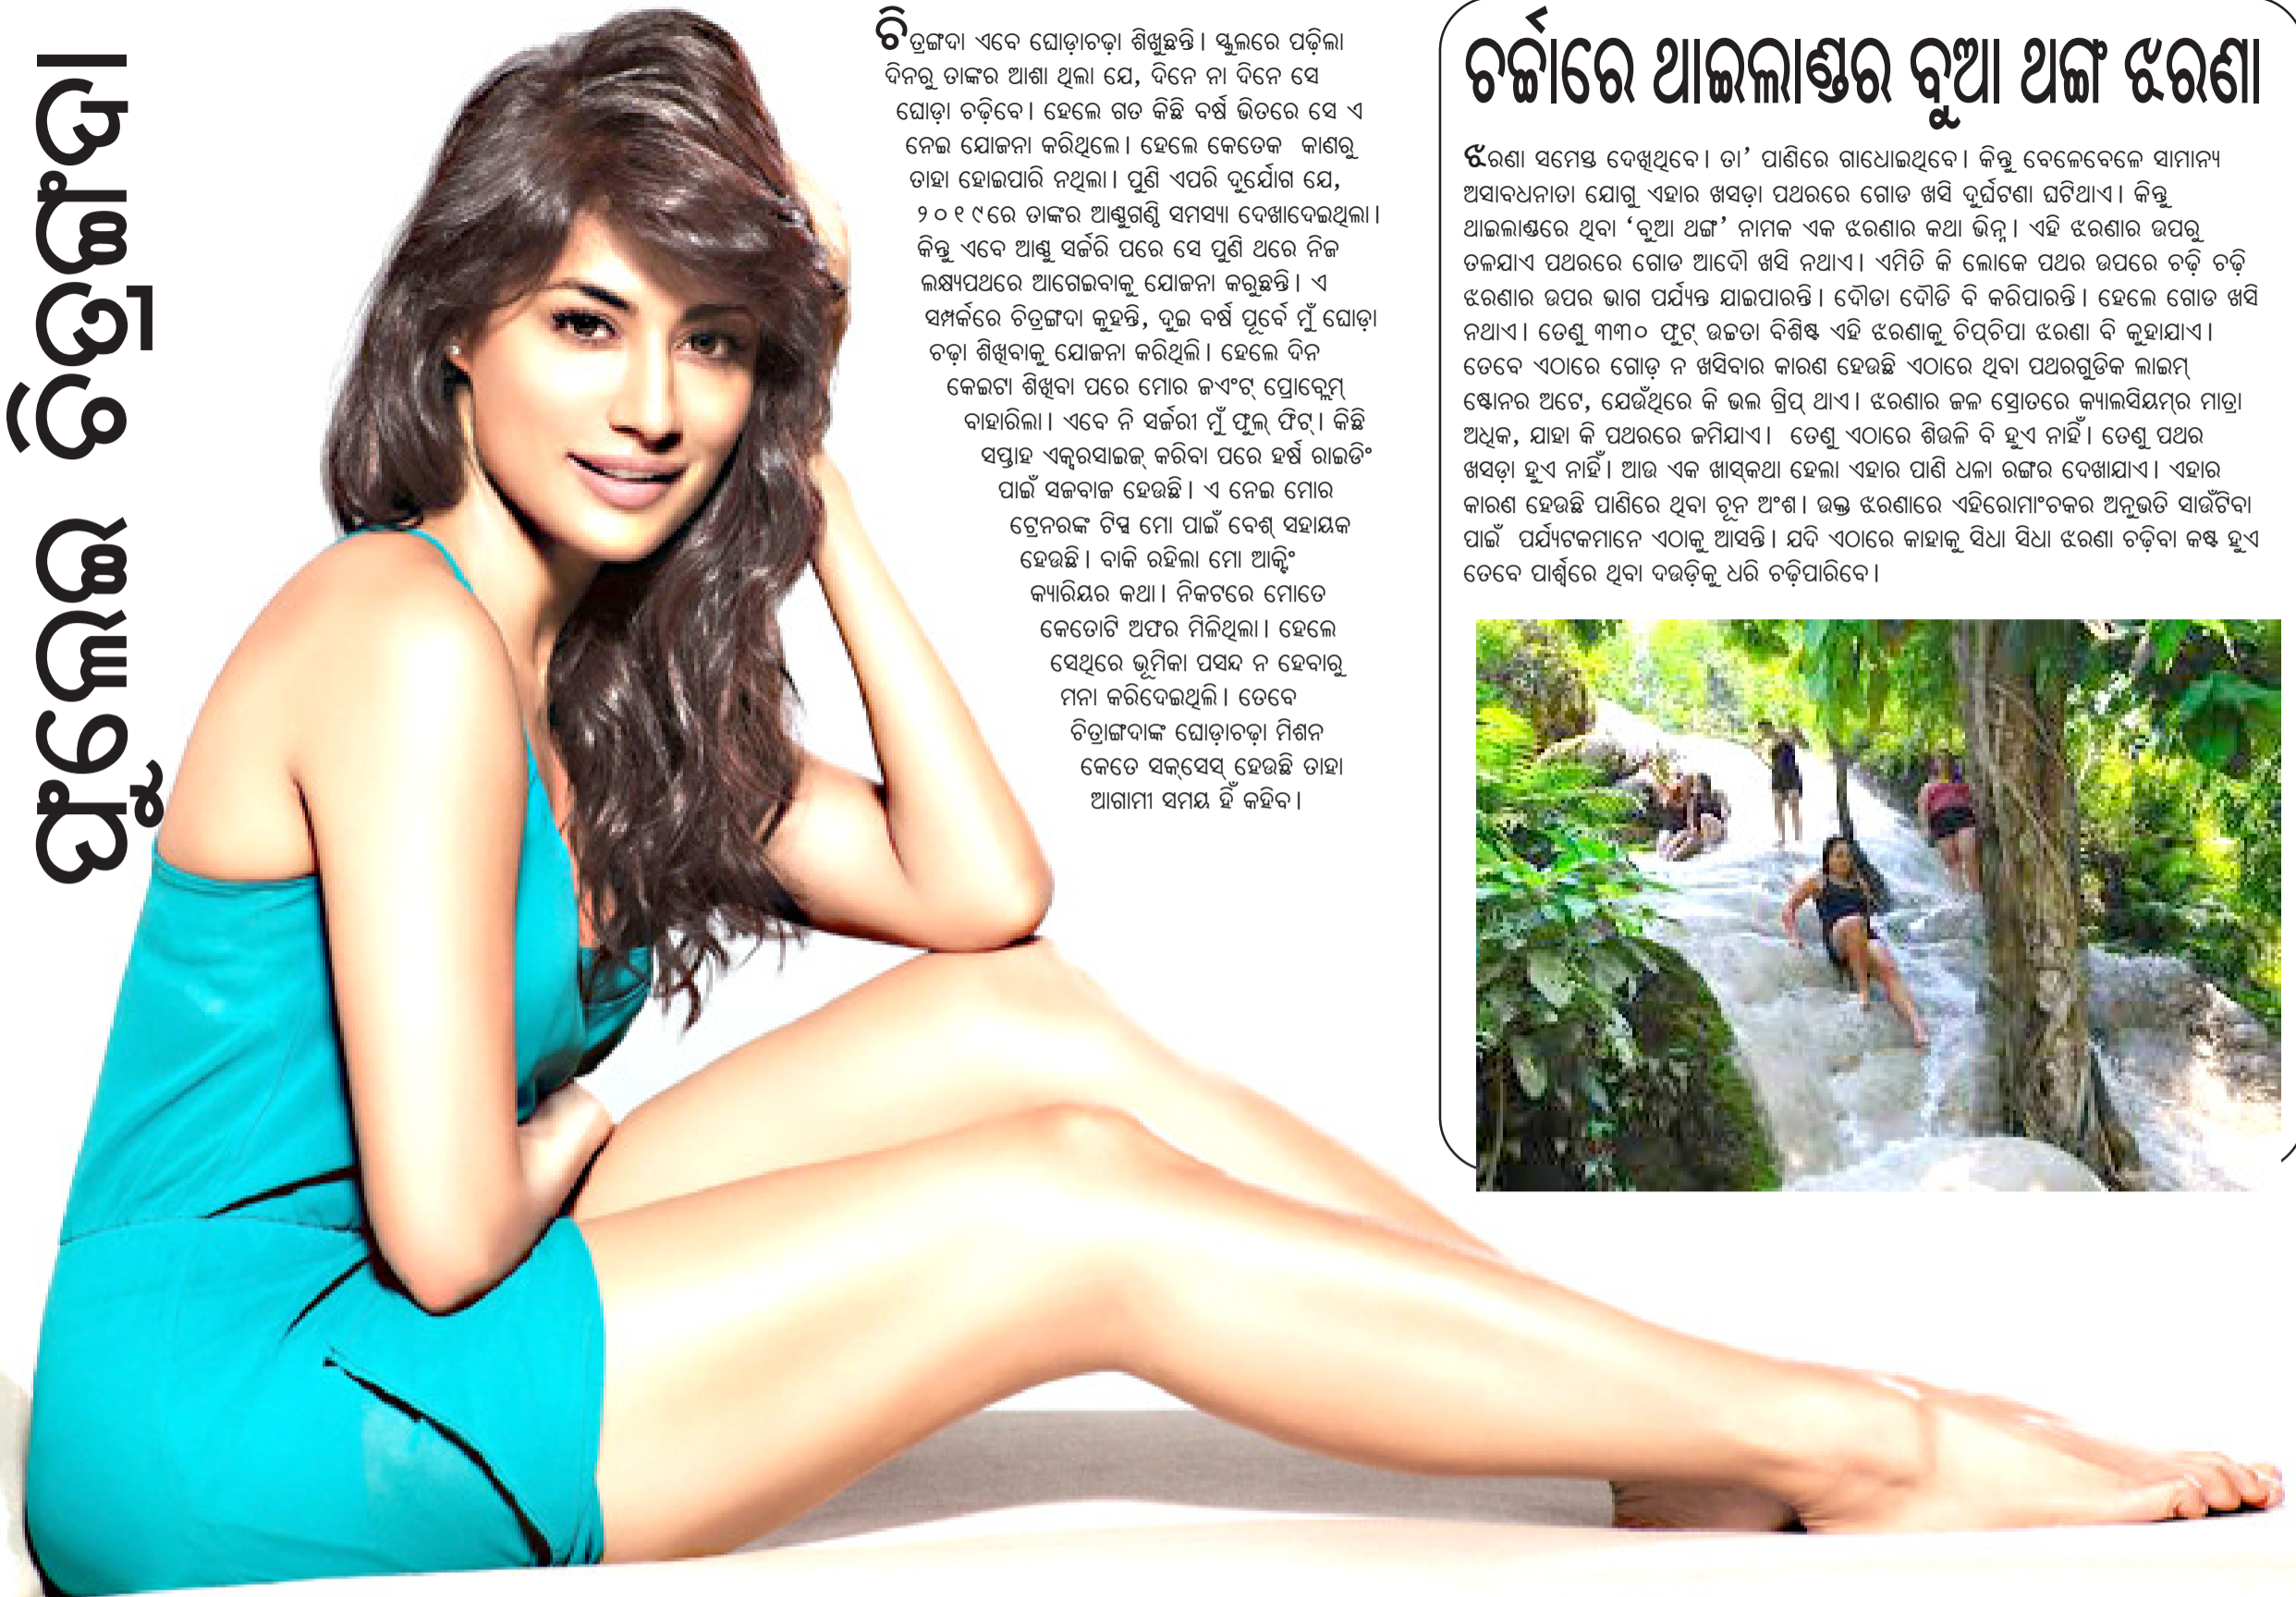 ଘୁଲେଇ ଚିତ୍ରାଙ୍ଗଦା
ଚିତ୍ରଙ୍ଗଦା ଏବେ ଘୋଡ଼ାଚଢ଼ା ଶିଖୁଛନ୍ତି। ସ୍କୁଲରେ ପଢ଼ିଲା
ଦିନରୁ ତାଙ୍କର ଆଶା ଥିଲା ଯେ, ଦିନେ ନା ଦିନେ ସେ
ଘୋଡ଼ା ଚଢ଼ିବେ। ହେଲେ ଗତ କିଛି ବର୍ଷ ଭିତରେ ସେ ଏ
ନେଇ ଯୋଜନା କରିଥିଲେ। ହେଲେ କେତେକ କାଣରୁ
ତାହା ହୋଇପାରି ନଥିଲା। ପୁଣି ଏପରି ଦୁର୍ଯୋଗ ଯେ,
୨୦୧୯ରେ ତାଙ୍କର ଆଣ୍ଠୁଗଣ୍ଠି ସମସ୍ୟା ଦେଖାଦେଇଥିଲା।
କିନ୍ତୁ ଏବେ ଆଣ୍ଠୁ ସର୍ଜରି ପରେ ସେ ପୁଣି ଥରେ ନିଜ
ଲକ୍ଷ୍ୟପଥରେ ଆଗେଇବାକୁ ଯୋଜନା କରୁଛନ୍ତି। ଏ
ସମ୍ପର୍କରେ ଚିତ୍ରଙ୍ଗଦା କୁହନ୍ତି, ଦୁଇ ବର୍ଷ ପୂର୍ବେ ମୁଁ ଘୋଡ଼ା
ଚଢ଼ା ଶିଖିବାକୁ ଯୋଜନା କରିଥିଲି। ହେଲେ ଦିନ
କେଇଟା ଶିଖିବା ପରେ ମୋର ଜଏଂଟ୍ ପ୍ରୋବ୍ଲେମ୍
ବାହାରିଲା। ଏବେ ନି ସର୍ଜରୀ ମୁଁ ଫୁଲ୍ ଫିଟ୍। କିଛି
ସପ୍ତାହ ଏକ୍ସରସାଇଜ୍ କରିବା ପରେ ହର୍ଷ ରାଇଡିଂ
ପାଇଁ ସଜବାଜ ହେଉଛି। ଏ ନେଇ ମୋର
ଟ୍ରେନରଙ୍କ ଟିପ୍ସ ମୋ ପାଇଁ ବେଶ୍ ସହାୟକ
ହେଉଛି। ବାକି ରହିଲା ମୋ ଆକ୍ଟିଂ
କ୍ୟାରିୟର କଥା। ନିକଟରେ ମୋତେ
କେତୋଟି ଅଫର ମିଳିଥିଲା। ହେଲେ
ସେଥିରେ ଭୂମିକା ପସନ୍ଦ ନ ହେବାରୁ
ମନା କରିଦେଇଥିଲି। ତେବେ
ଚିତ୍ରାଙ୍ଗଦାଙ୍କ ଘୋଡ଼ାଚଢ଼ା ମିଶନ
କେତେ ସକ୍‌ସେସ୍ ହେଉଛି ତାହା
ଆଗାମୀ ସମୟ ହିଁ କହିବ।
ଚର୍ଚ୍ଚାରେ ଥାଇଲାଣ୍ଡର ବୁଆ ଥଙ୍ଗ ଝରଣା
ଝରଣା ସମେସ୍ତ ଦେଖିଥିବେ। ତା’ ପାଣିରେ ଗାଧୋଇଥିବେ। କିନ୍ତୁ ବେଳେବେଳେ ସାମାନ୍ୟ
ଅସାବଧନାତା ଯୋଗୁ ଏହାର ଖସଡ଼ା ପଥରରେ ଗୋଡ ଖସି ଦୁର୍ଘଟଣା ଘଟିଥାଏ। କିନ୍ତୁ
ଥାଇଲାଣ୍ଡରେ ଥିବା ‘ବୁଆ ଥଙ୍ଗ’ ନାମକ ଏକ ଝରଣାର କଥା ଭିନ୍ନ। ଏହି ଝରଣାର ଉପରୁ
ତଳଯାଏ ପଥରରେ ଗୋଡ ଆଦୌ ଖସି ନଥାଏ। ଏମିତି କି ଲୋକେ ପଥର ଉପରେ ଚଢ଼ି ଚଢ଼ି
ଝରଣାର ଉପର ଭାଗ ପର୍ଯ୍ୟନ୍ତ ଯାଇପାରନ୍ତି। ଦୌଡା ଦୌଡି ବି କରିପାରନ୍ତି। ହେଲେ ଗୋଡ ଖସି
ନଥାଏ। ତେଣୁ ୩୩୦ ଫୁଟ୍ ଉଚ୍ଚତା ବିଶିଷ୍ଟ ଏହି ଝରଣାକୁ ଚିପ୍‌ଚିପା ଝରଣା ବି କୁହାଯାଏ।
ତେବେ ଏଠାରେ ଗୋଡ଼ ନ ଖସିବାର କାରଣ ହେଉଛି ଏଠାରେ ଥିବା ପଥରଗୁଡିକ ଲାଇମ୍
ଷ୍ଟୋନର ଅଟେ, ଯେଉଁଥିରେ କି ଭଲ ଗ୍ରିପ୍ ଥାଏ। ଝରଣାର ଜଳ ସ୍ରୋତରେ କ୍ୟାଲସିୟମ୍‌ର ମାତ୍ରା
ଅଧିକ, ଯାହା କି ପଥରରେ ଜମିଯାଏ। ତେଣୁ ଏଠାରେ ଶିଉଳି ବି ହୁଏ ନାହିଁ। ତେଣୁ ପଥର
ଖସଡ଼ା ହୁଏ ନାହିଁ। ଆଉ ଏକ ଖାସ୍‌କଥା ହେଲା ଏହାର ପାଣି ଧଳା ରଙ୍ଗର ଦେଖାଯାଏ। ଏହାର
କାରଣ ହେଉଛି ପାଣିରେ ଥିବା ଚୂନ ଅଂଶ। ଉକ୍ତ ଝରଣାରେ ଏହିରୋମାଂଚକର ଅନୁଭତି ସାଉଁଟିବା
ପାଇଁ ପର୍ଯ୍ୟଟକମାନେ ଏଠାକୁ ଆସନ୍ତି। ଯଦି ଏଠାରେ କାହାକୁ ସିଧା ସିଧା ଝରଣା ଚଢ଼ିବା କଷ୍ଟ ହୁଏ
ତେବେ ପାର୍ଶ୍ୱରେ ଥିବା ଦଉଡ଼ିକୁ ଧରି ଚଢ଼ିପାରିବେ।